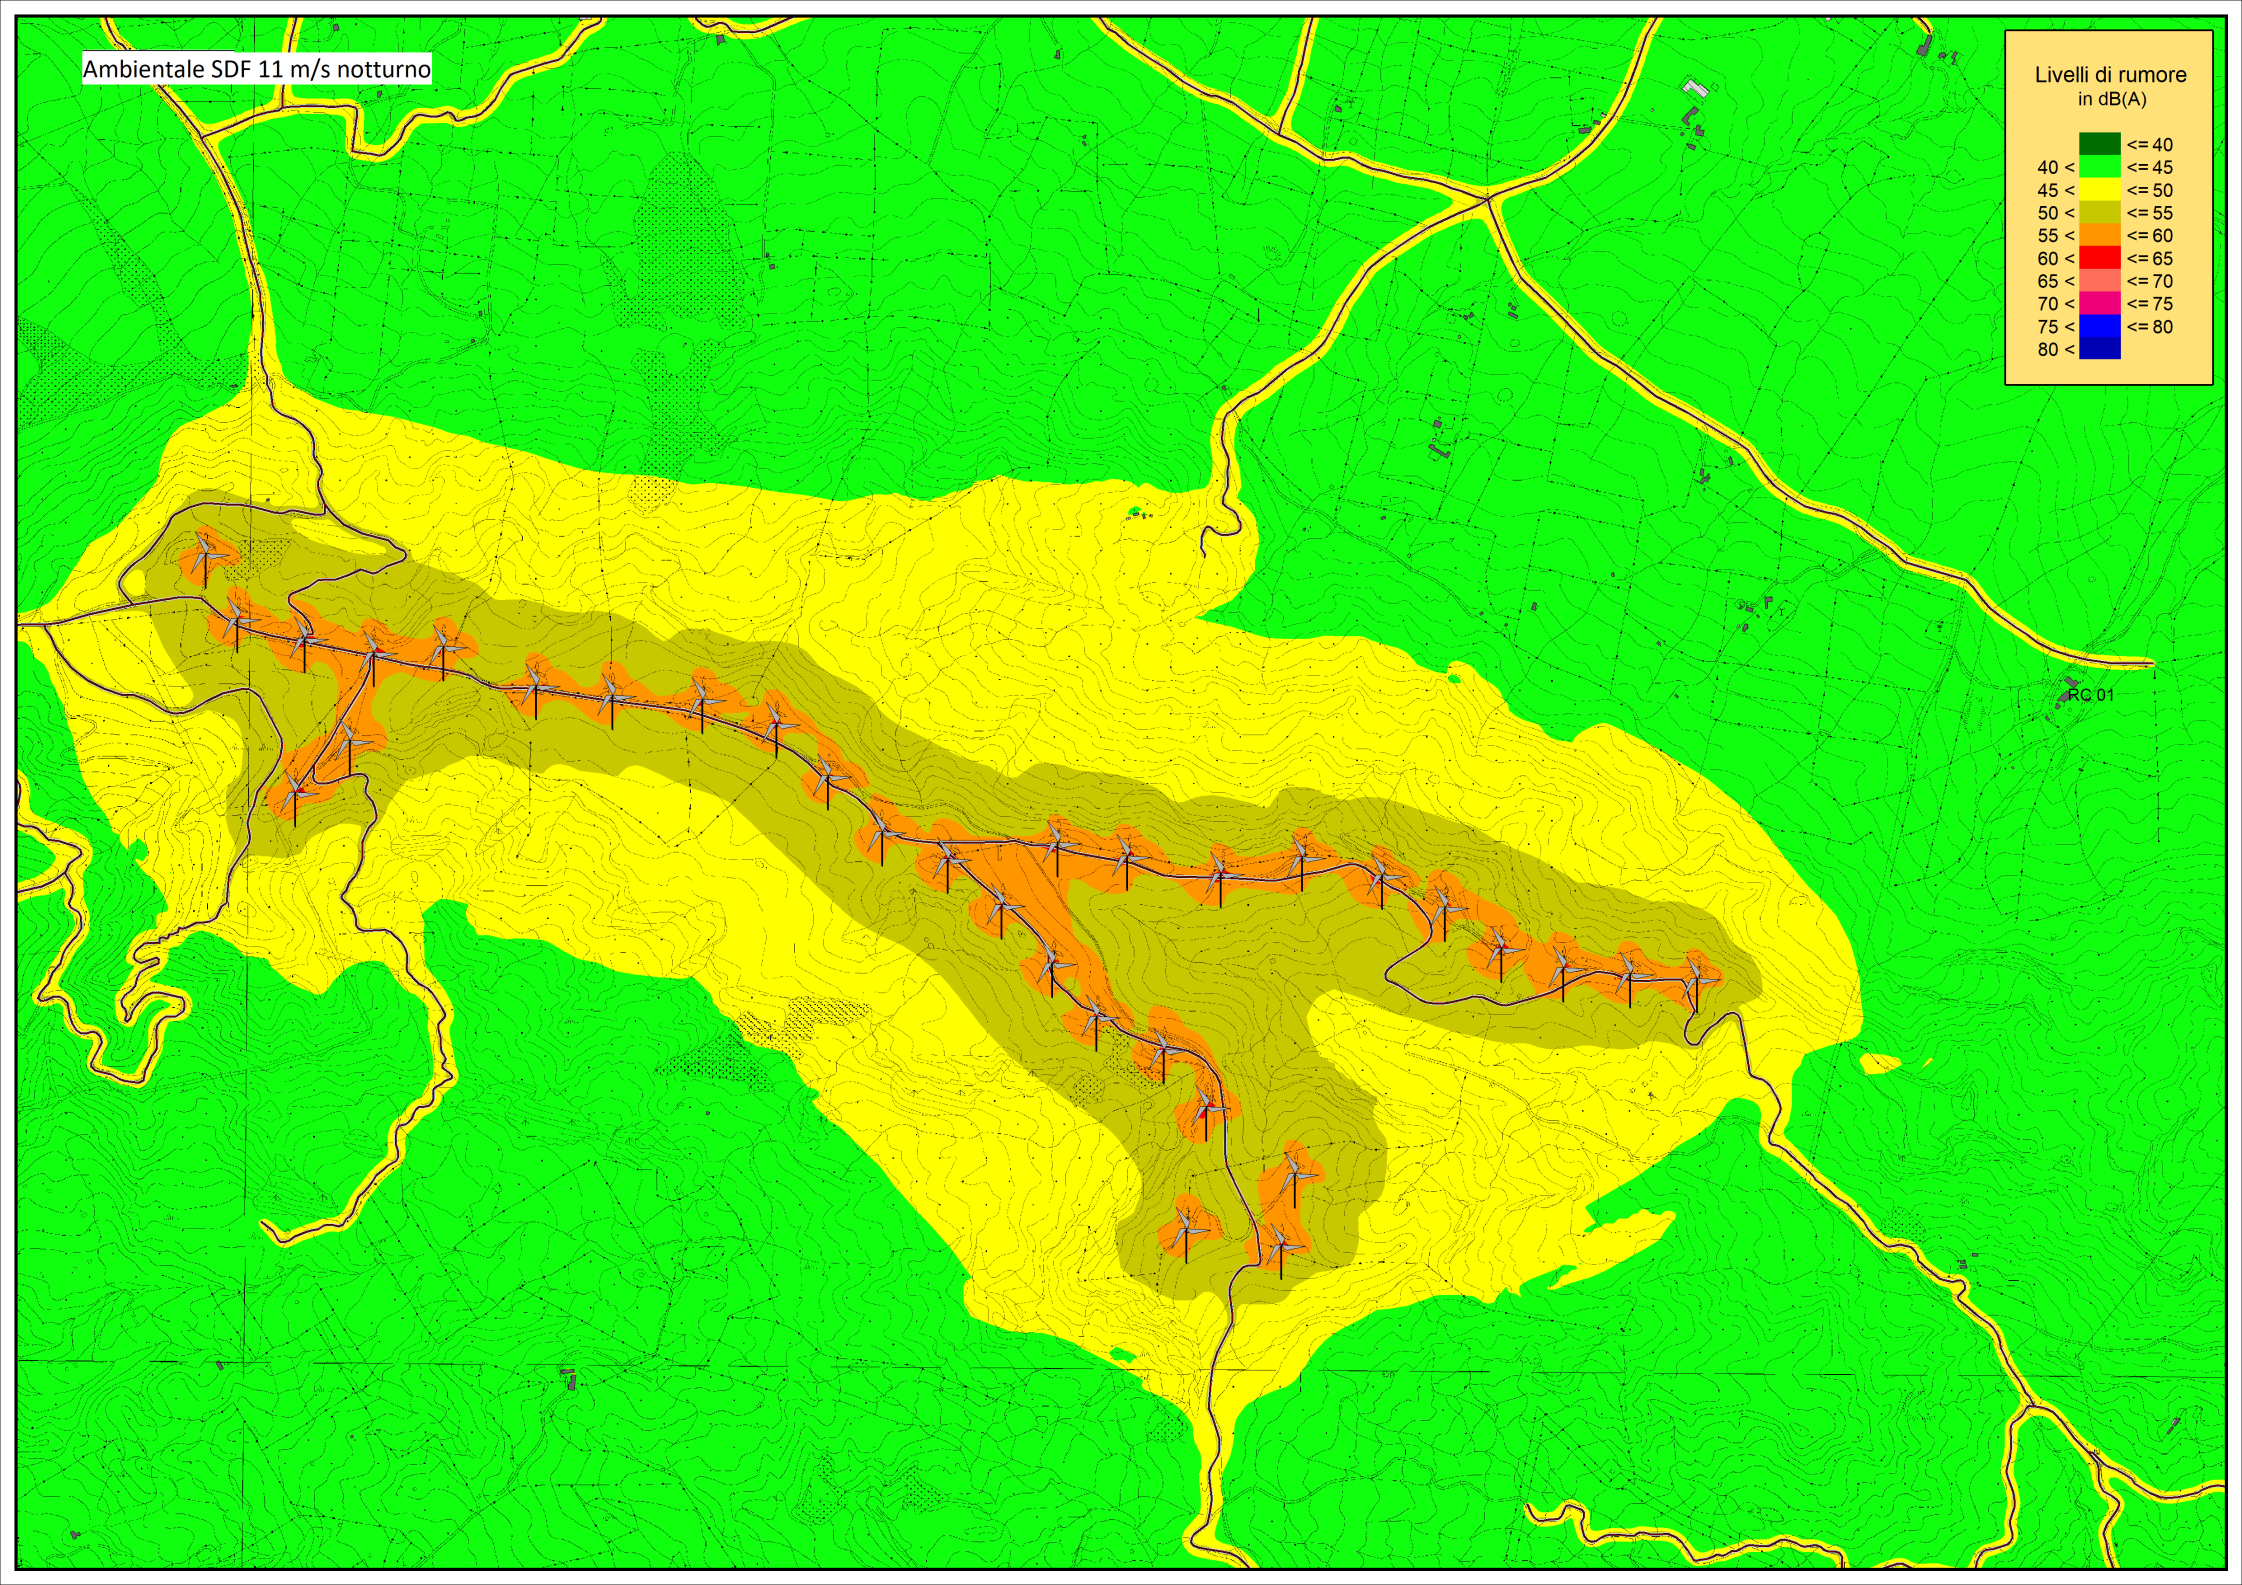 Ambientale SDF 11 m/s notturno
Livelli di rumore
in dB(A)
<= 40
40 < <= 45
45 < <= 50
50 < <= 55
55 < <= 60
60 < <= 65
65 < <= 70
70 < <= 75
75 < <= 80
80 <
RC 01